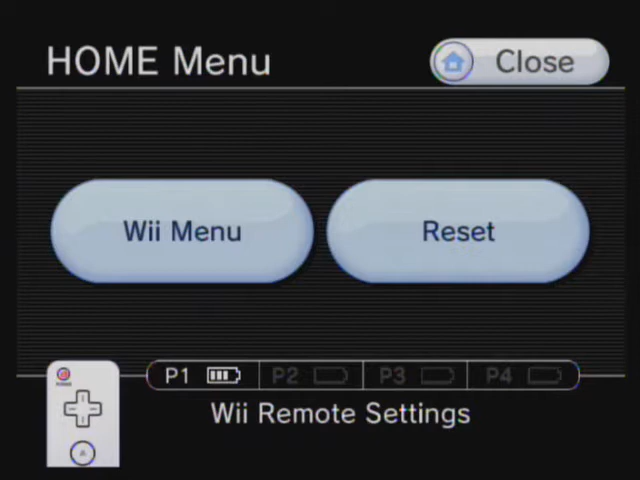 HOME Menu
Close
Wii Menu
Reset
P1 P2 P3 P4
Wii Remote Settings
A